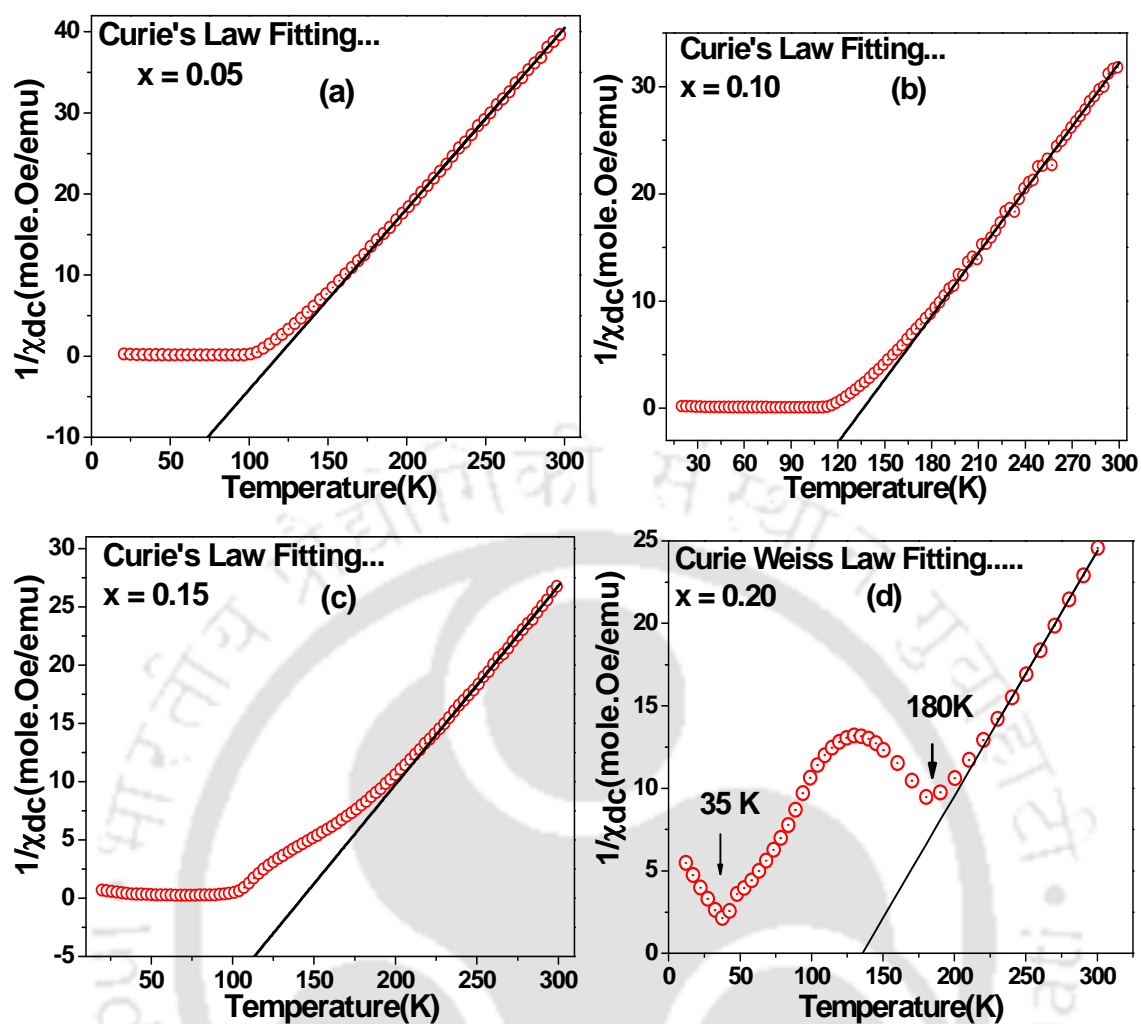 Curie's Law Fitting...
x = 0.05
(a)
1/χdc(mole.Oe/emu)
40
30
20
10
0
-10
0 50 100 150 200 250 300
Temperature(K)
Curie's Law Fitting...
x = 0.10
(b)
1/χdc(mole.Oe/emu)
30
20
10
0
30 60 90 120 150 180 210 240 270 300
Temperature(K)
Curie's Law Fitting...
x = 0.15
(c)
1/χdc(mole.Oe/emu)
30
25
20
15
10
5
0
-5
50 100 150 200 250 300
Temperature(K)
Curie Weiss Law Fitting.....
x = 0.20
(d)
1/χdc(mole.Oe/emu)
25
20
15
10
5
0
180K
35 K
0 50 100 150 200 250 300
Temperature(K)